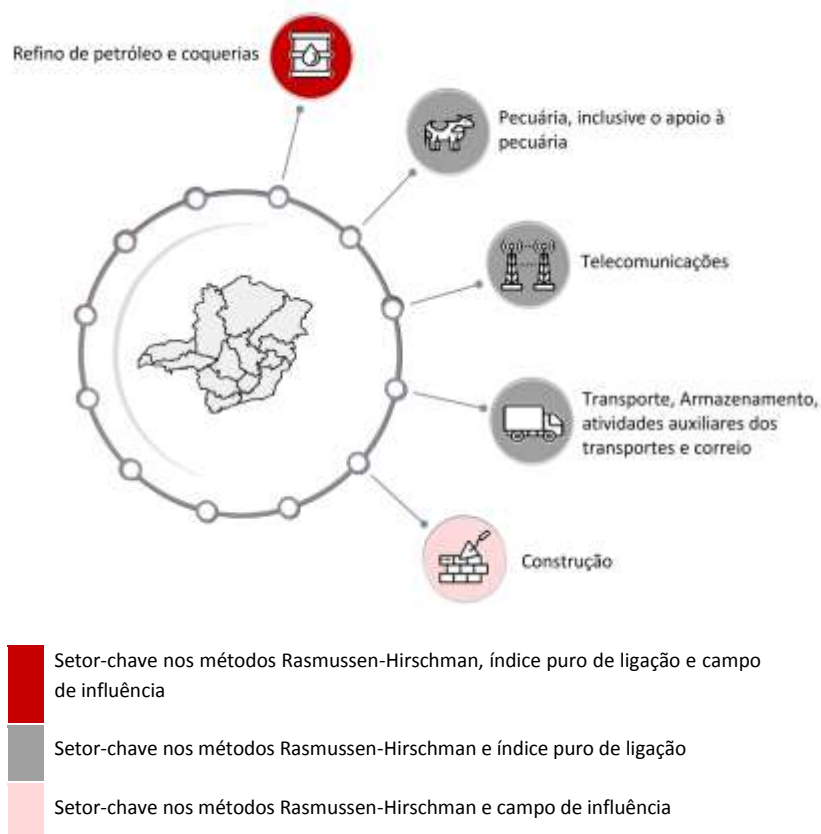 Refino de petróleo e coquerias
Pecuária, inclusive o apoio à
pecuária
Telecomunicações
Transporte, Armazenamento,
atividades auxiliares dos
transportes e correio
Construção
Setor-chave nos métodos Rasmussen-Hirschman, índice puro de ligação e campo
de influência
Setor-chave nos métodos Rasmussen-Hirschman e índice puro de ligação
Setor-chave nos métodos Rasmussen-Hirschman e campo de influência